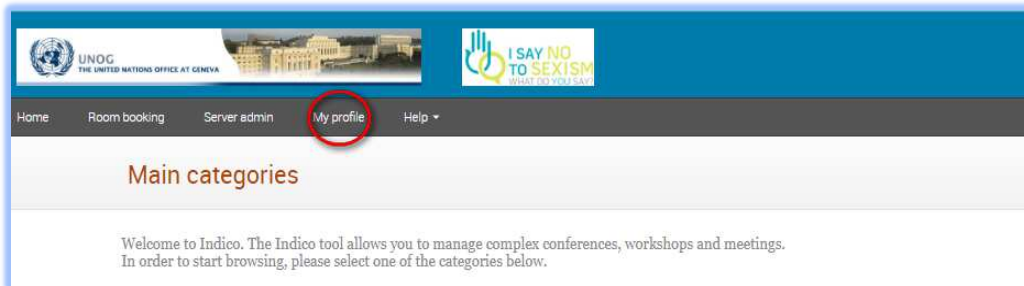 UNOG
THE UNITED NATIONS OFFICE AT GENEVA
I SAY NO
TO SEXISM
WHAT DO YOU SAY?
Home Room booking Server admin My profile Help
Main categories
Welcome to Indico. The Indico tool allows you to manage complex conferences, workshops and meetings.
In order to start browsing, please select one of the categories below.